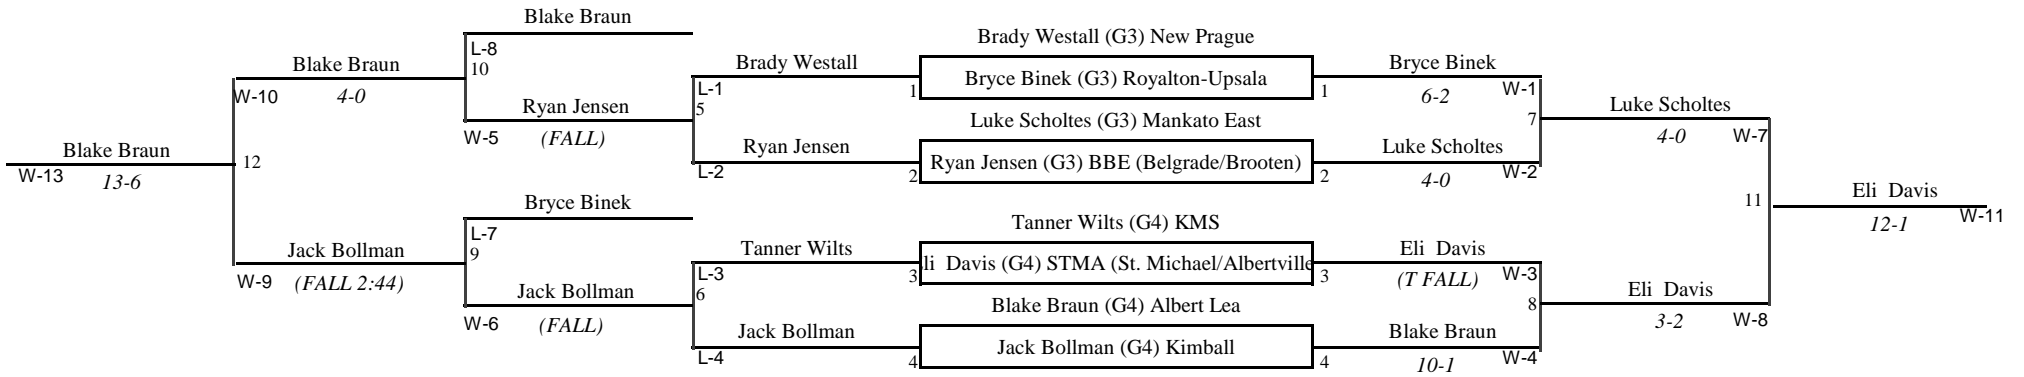 Blake Braun
L-8
10
Blake Braun
W-10
4-0
Ryan Jensen
W-5
(FALL)
Blake Braun
W-13
13-6
12
Bryce Binek
L-7
9
Jack Bollman
W-9
(FALL 2:44)
Jack Bollman
W-6
(FALL)
Brady Westall
L-1
5
1
Ryan Jensen
L-2
2
Tanner Wilts
L-3
6
3
Jack Bollman
L-4
4
Brady Westall (G3) New Prague
Bryce Binek (G3) Royalton-Upsala
Luke Scholtes (G3) Mankato East
Ryan Jensen (G3) BBE (Belgrade/Brooten)
Tanner Wilts (G4) KMS
li Davis (G4) STMA (St. Michael/Albertville
Blake Braun (G4) Albert Lea
Jack Bollman (G4) Kimball
1
Bryce Binek
6-2
W-1
7
2
Luke Scholtes
4-0
W-2
3
Eli Davis
(T FALL)
W-3
8
4
Blake Braun
10-1
W-4
Luke Scholtes
4-0
W-7
11
Eli Davis
3-2
W-8
Eli Davis
12-1
W-11